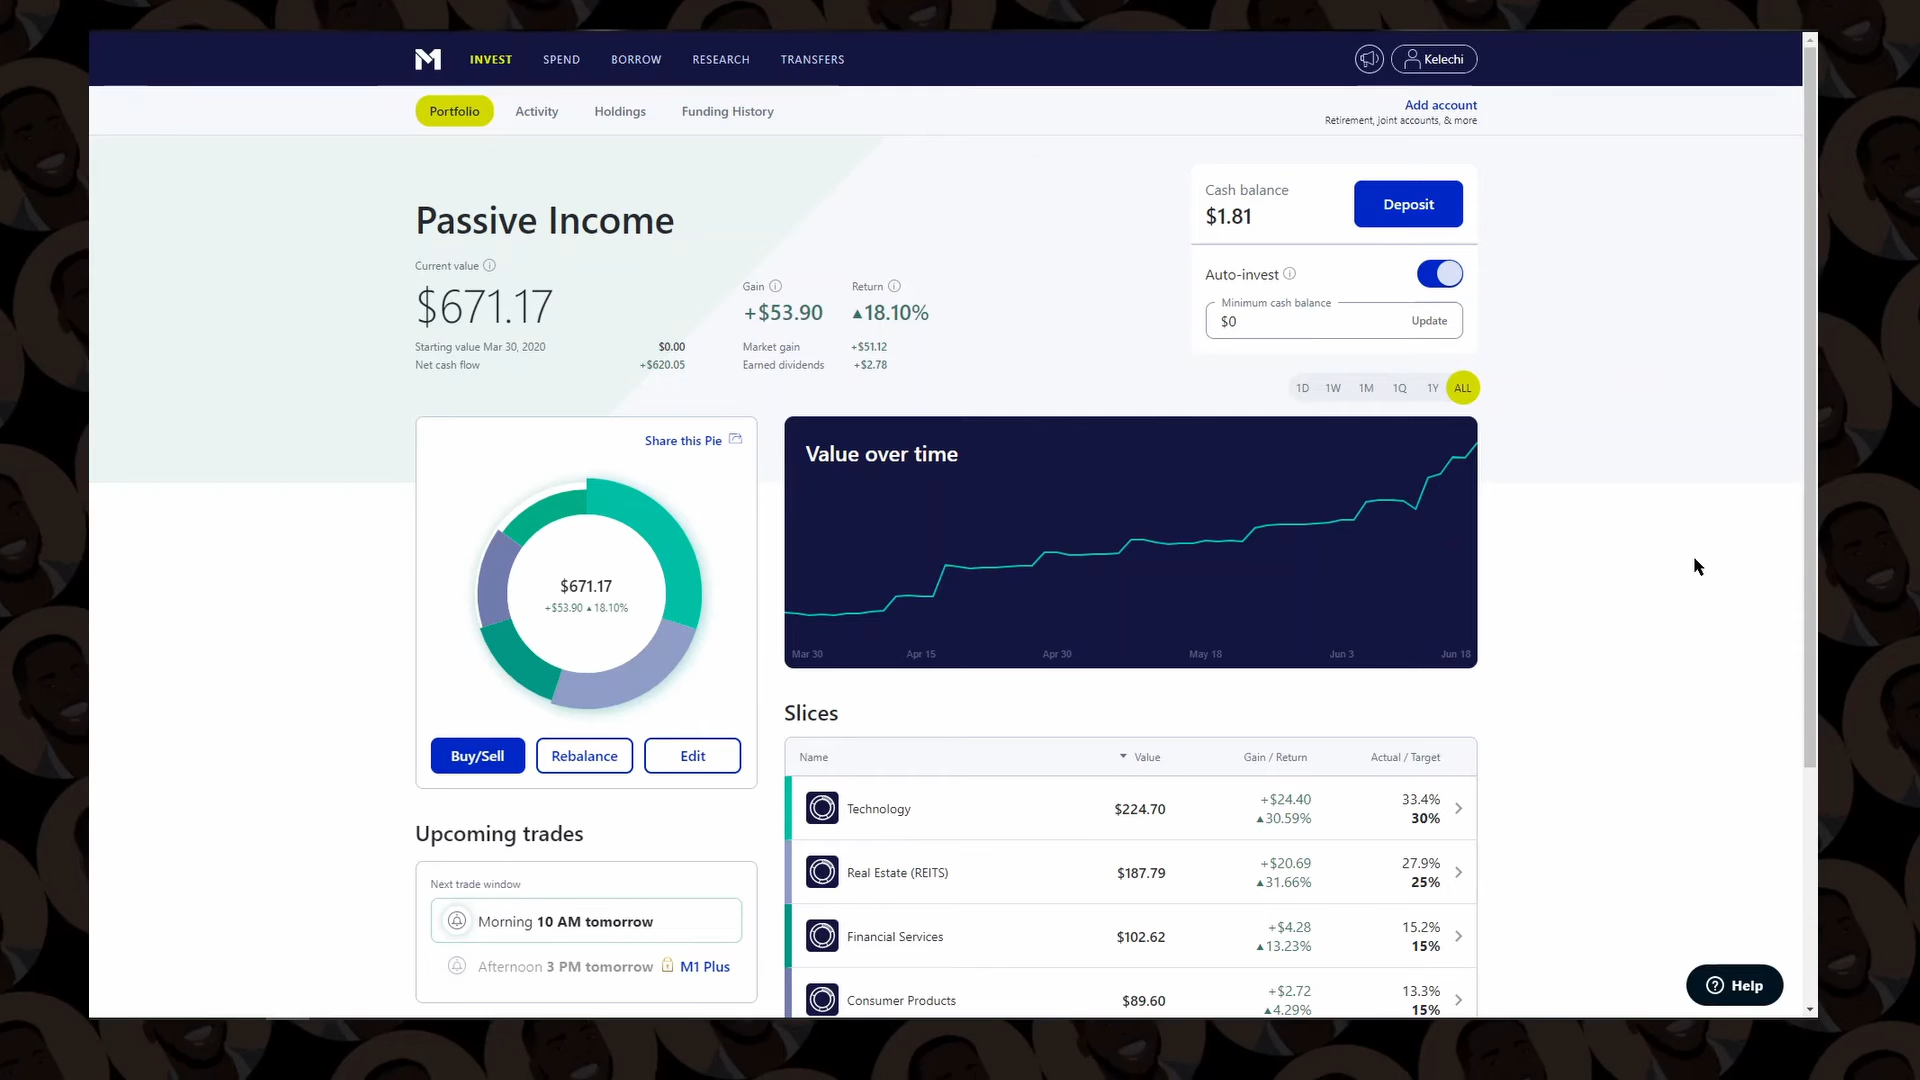 INVEST SPEND BORROW RESEARCH TRANSFERS Kelechi
Portfolio Activity Holdings Funding History
Add account
Retirement, joint accounts, & more
Passive Income
Current value
$671.17
Starting value Mar 30, 2020 $0.00
Net cash flow +$620.05
Gain Return
+$53.90 ▲18.10%
Market gain +$51.12
Earned dividends +$2.78
Cash balance
$1.81
Deposit
Auto-invest
Minimum cash balance
$0 Update
1D 1W 1M 1Q 1Y ALL
Share this Pie
$671.17
+$53.90 ▲ 18.10%
Buy/Sell Rebalance Edit
Value over time
Mar 30 Apr 15 Apr 30 May 18 Jun 3 Jun 18
Upcoming trades
Next trade window
Morning 10 AM tomorrow
Afternoon 3 PM tomorrow M1 Plus
Slices
Name Value Gain / Return Actual / Target
Technology $224.70 +$24.40 33.4%
▲30.59% 30%
Real Estate (REITS) $187.79 +$20.69 27.9%
▲31.66% 25%
Financial Services $102.62 +$4.28 15.2%
▲13.23% 15%
Consumer Products $89.60 +$2.72 13.3%
▲4.29% 15%
Help